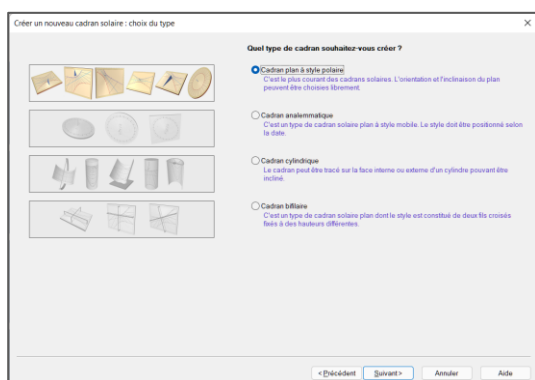 Créer un nouveau cadran solaire : choix du type
Quel type de cadran souhaitez-vous créer ?
Cadran plan à style polaire
C'est le plus courant des cadrans solaires. L'orientation et l'inclinaison du plan
peuvent être choisies librement.
Cadran analemmatique
C'est un type de cadran solaire plan à style mobile. Le style doit être positionné selon
la date.
Cadran cylindrique
Le cadran peut être tracé sur la face interne ou externe d'un cylindre pouvant être
incliné.
Cadran bifilaire
C'est un type de cadran solaire plan dont le style est constitué de deux fils croisés
fixés à des hauteurs différentes.
< Précédent
Suivant >
Annuler
Aide